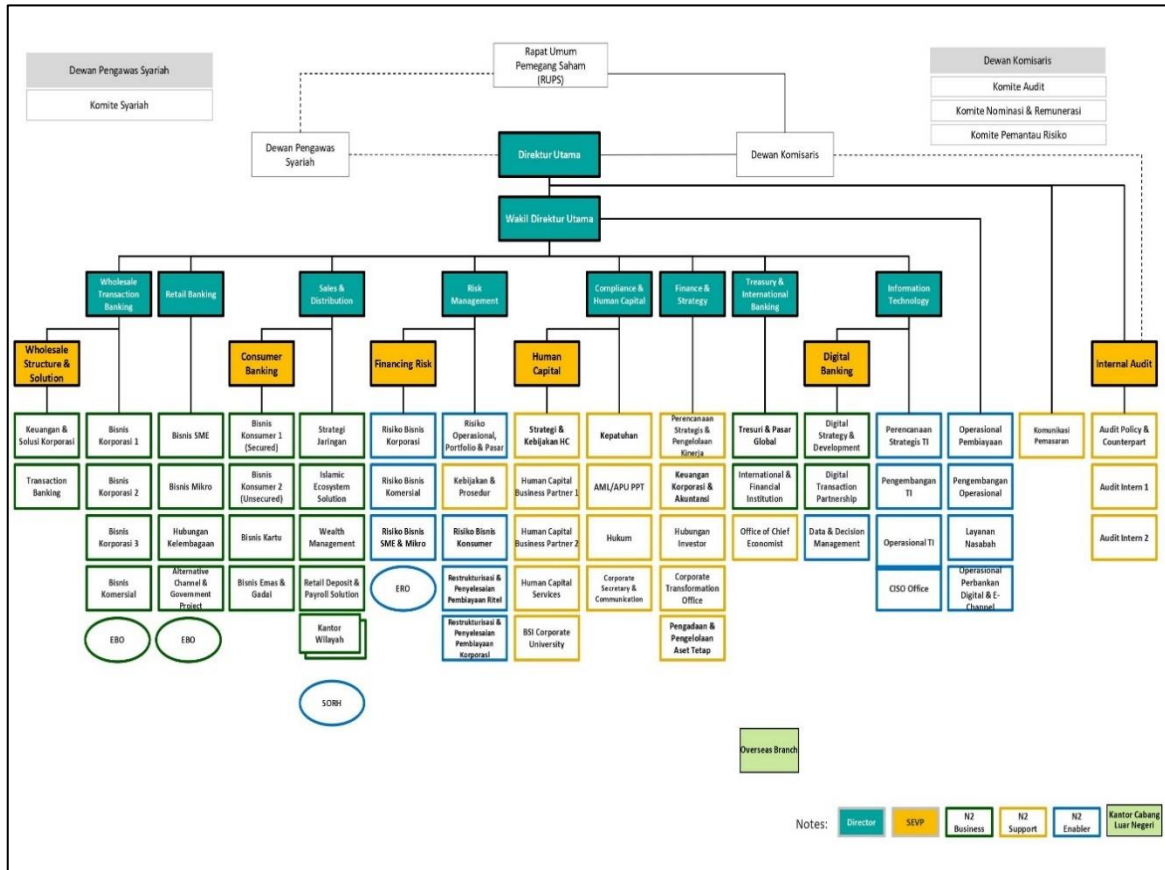 Rapat Umum
Pemegang Saham
(RUPS)
Dewan Pengawas Syariah
Komite Syariah
Dewan Komisaris
Komite Audit
Komite Nominasi & Remunerasi
Komite Pemantau Risiko
Dewan Pengawas
Syariah
Direktur Utama
Dewan Komisaris
Wakil Direktur Utama
Wholesale
Transaction
Banking
Retail Banking
Sales &
Distribution
Risk
Management
Compliance &
Human Capital
Finance &
Strategy
Treasury &
International
Banking
Information
Technology
Wholesale
Structure &
Solution
Consumer
Banking
Financing Risk
Human
Capital
Digital
Banking
Internal Audit
Keuangan &
Solusi Korporasi
Transaction
Banking
Bisnis
Korporasi 1
Bisnis
Korporasi 2
Bisnis
Korporasi 3
Bisnis
Komersial
EBO
Bisnis SME
Bisnis Mikro
Hubungan
Kelembagaan
Alternative
Channel &
Government
Project
EBO
Bisnis
Konsumer 1
(Secured)
Bisnis
Konsumer 2
(Unsecured)
Bisnis Kartu
Bisnis Emas &
Gadai
Strategi
Jaringan
Islamic
Ecosystem
Solution
Wealth
Management
Retail Deposit &
Payroll Solution
Kantor
Wilayah
SORH
Risiko Bisnis
Korporasi
Risiko Bisnis
Komersial
Risiko Bisnis
SME & Mikro
ERO
Risiko
Operasional,
Portfolio & Pasar
Kebijakan &
Prosedur
Risiko Bisnis
Konsumer
Restrukturisasi &
Penyelesaian
Pembiayaan Ritel
Restrukturisasi &
Penyelesaian
Pembiayaan
Korporasi
Strategi &
Kebijakan HC
Human Capital
Business Partner 1
Human Capital
Business Partner 2
Human Capital
Services
BSI Corporate
University
Kepatuhan
AML/APU PPT
Hukum
Corporate
Secretary &
Communication
Perencanaan
Strategis &
Pengelolaan
Kinerja
Keuangan
Korporasi &
Akuntansi
Hubungan
Investor
Corporate
Transformation
Office
Pengadaan &
Pengelolaan
Aset Tetap
Tresuri & Pasar
Global
International &
Financial
Institution
Office of Chief
Economist
Digital
Strategy &
Development
Digital
Transaction
Partnership
Data & Decision
Management
Perencanaan
Strategis TI
Pengembangan
TI
Operasional TI
CISO Office
Operasional
Pembiayaan
Pengembangan
Operasional
Layanan
Nasabah
Operasional
Perbankan
Digital & E-
Channel
Komunikasi
Pemasaran
Audit Policy &
Counterpart
Audit Intern 1
Audit Intern 2
Overseas Branch
Notes:
Director
SEVP
N2
Business
N2
Support
N2
Enabler
Kantor Cabang
Luar Negeri